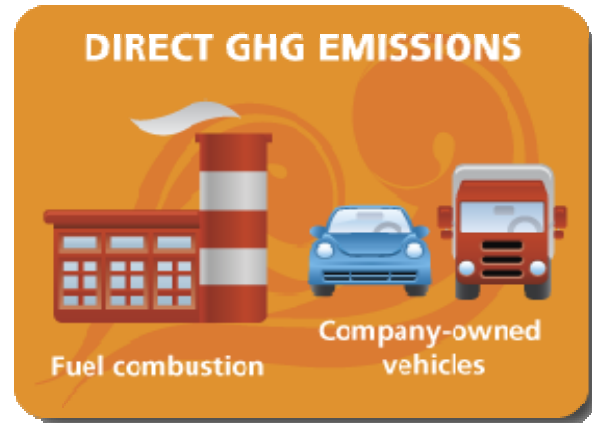 DIRECT GHG EMISSIONS
Fuel combustion
Company-owned
vehicles